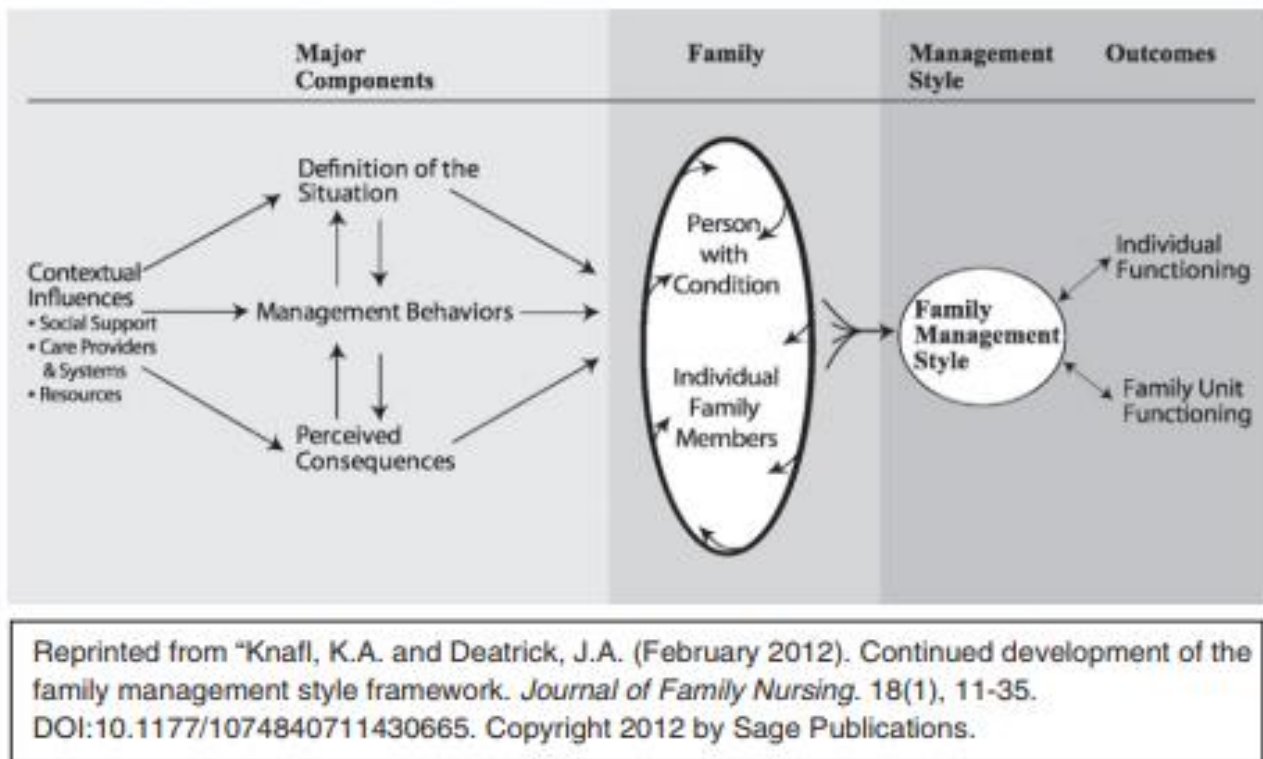 Major
Components
Family
Management
Style
Outcomes
Definition of the
Situation
Contextual
Influences
• Social Support
• Care Providers
& Systems
• Resources
Management Behaviors
Perceived
Consequences
Person
with
Condition
Individual
Family
Members
Family
Management
Style
Individual
Functioning
Family Unit
Functioning
Reprinted from “Knafl, K.A. and Deatrick, J.A. (February 2012). Continued development of the
family management style framework. Journal of Family Nursing. 18(1), 11-35.
DOI:10.1177/1074840711430665. Copyright 2012 by Sage Publications.